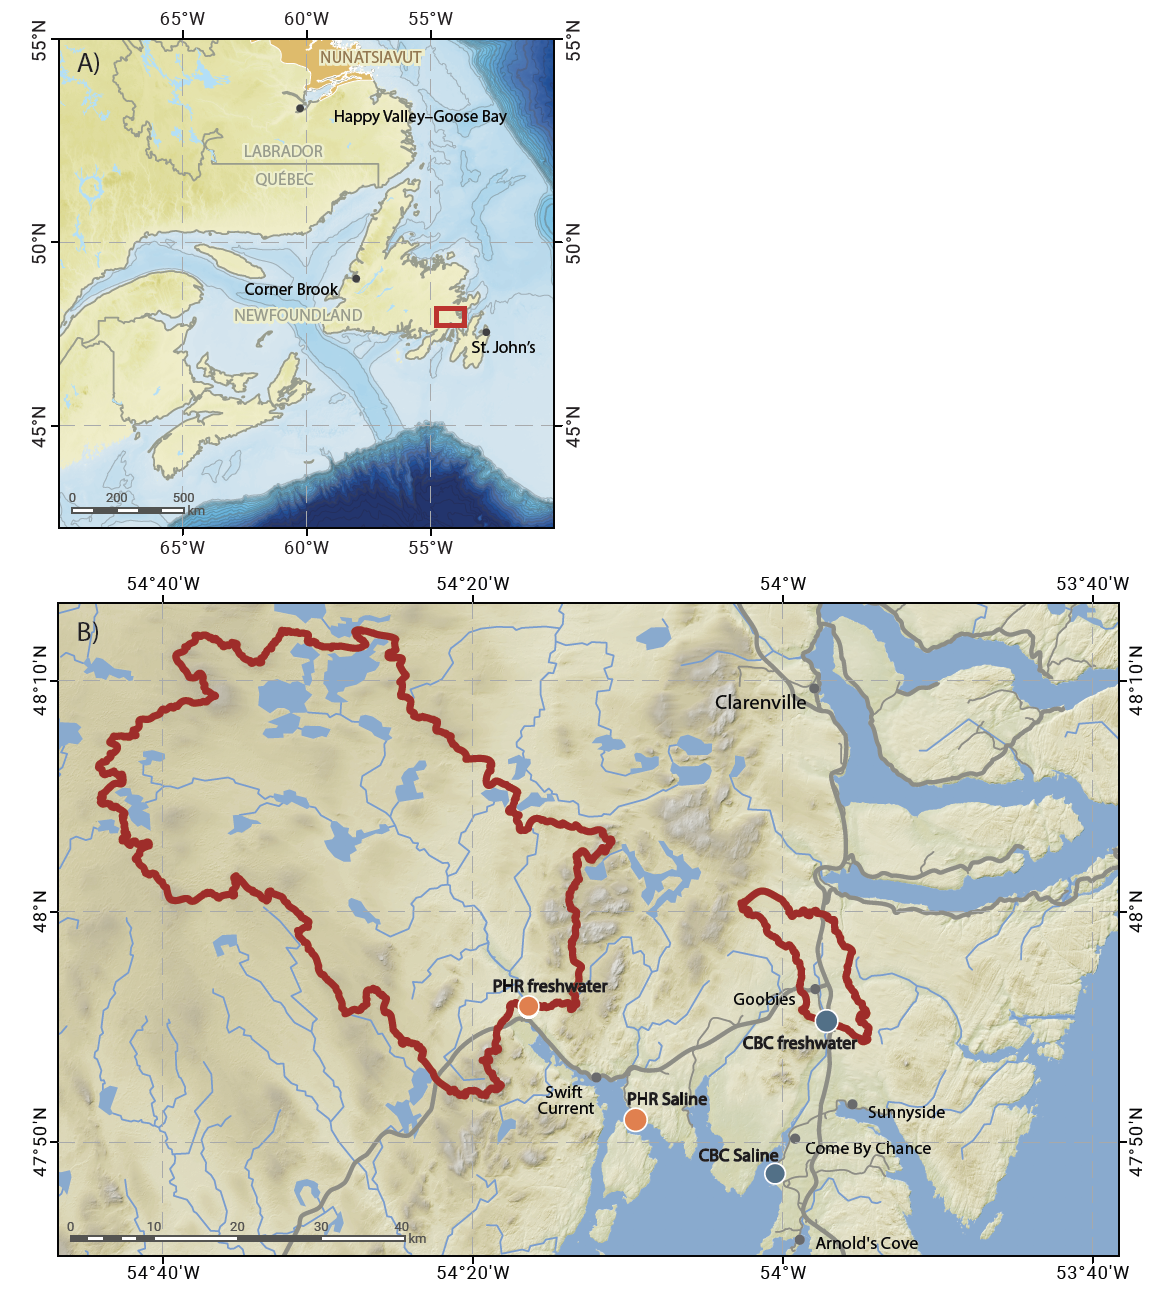 65°W 60°W 55°W
55°N 55°N
A)
NUNATSIAVUT
Happy Valley–Goose Bay
LABRADOR
QUÉBEC
50°N 50°N
Corner Brook
NEWFOUNDLAND
St. John's
45°N 45°N
0 200 500
km
65°W 60°W 55°W
54°40'W 54°20'W 54°W 53°40'W
B)
48°10'N 48°10'N
Clarenville
48°N 48°N
PHR freshwater
Goobies
CBC freshwater
Swift
Current
PHR Saline
Sunnyside
47°50'N 47°50'N
Come By Chance
CBC Saline
0 10 20 30 40
km
Arnold's Cove
54°40'W 54°20'W 54°W 53°40'W